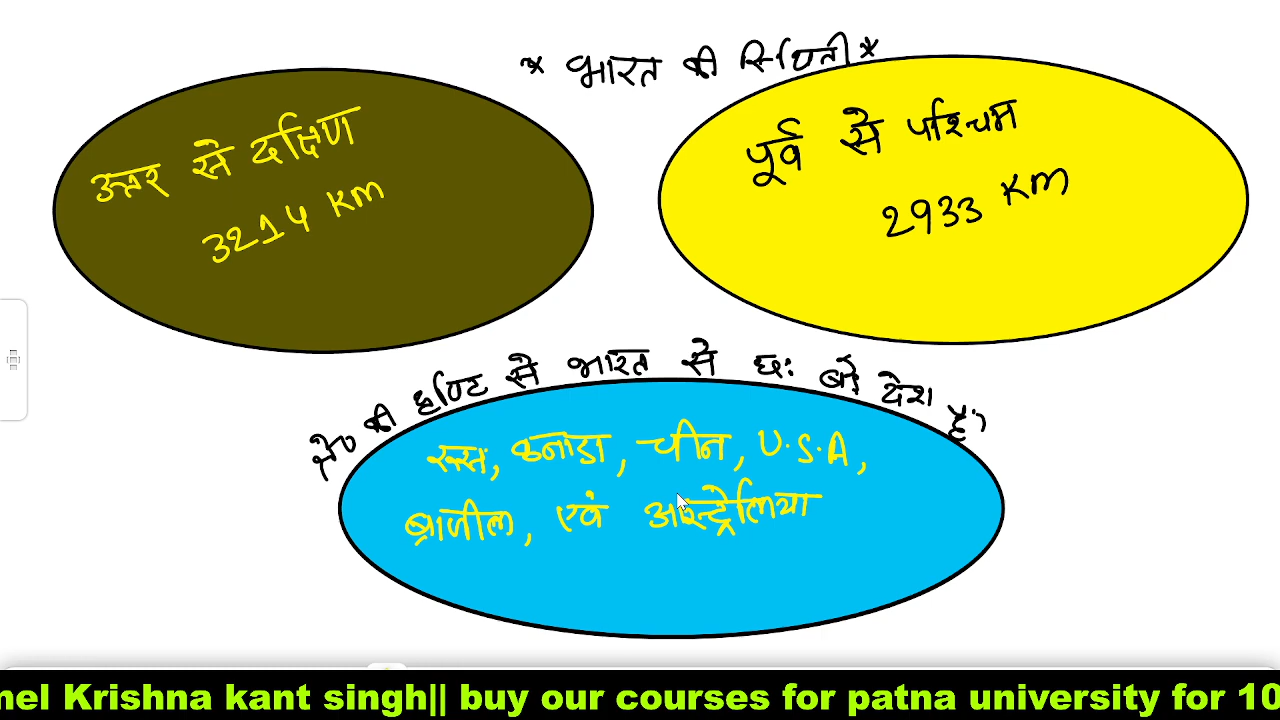 * भारत की स्थिती *
उत्तर से दक्षिण
3214 KM
पूर्व से पश्चिम
2933 KM
क्षे० की दृष्टि से भारत से छः बड़े देश है?
रूस, कनाडा, चीन, U.S.A,
ब्राजील, एवं आस्ट्रेलिया
nel Krishna kant singh|| buy our courses for patna university for 10